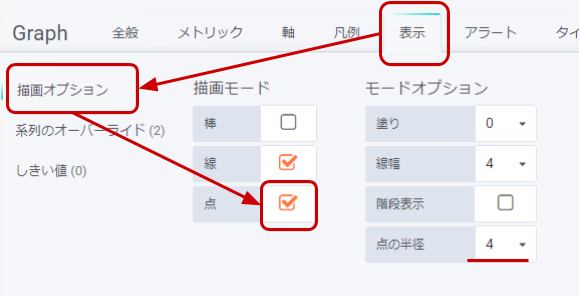 Graph 全般 メトリック 軸 凡例 表示 アラート タイ
描画オプション
系列のオーバーライド (2)
しきい値 (0)
描画モード
棒
線
点
モードオプション
塗り 0
線幅 4
階段表示
点の半径 4